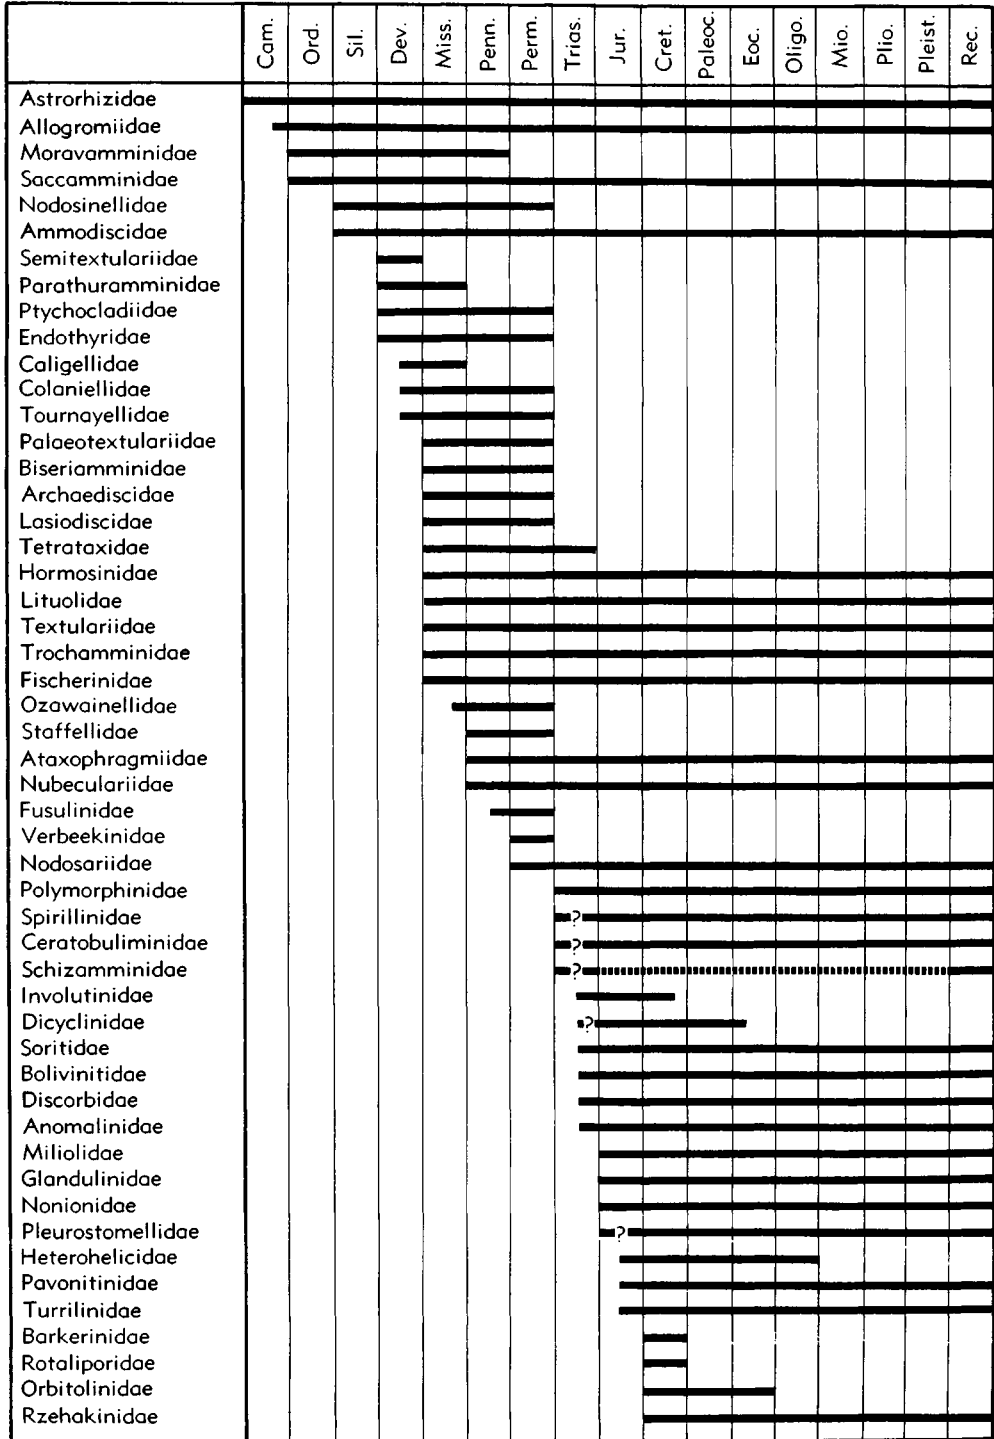 Cam. Ord. Sil. Dev. Miss. Penn. Perm. Trias. Jur. Cret. Paleoc. Eoc. Oligo. Mio. Plio. Pleist. Rec.
Astrorhizidae
Allogromiidae
Moravamminidae
Saccamminidae
Nodosinellidae
Ammodiscidae
Semitextulariidae
Parathuramminidae
Ptychocladiidae
Endothyridae
Caligellidae
Colaniellidae
Tournayellidae
Palaeotextulariidae
Biseriamminidae
Archaediscidae
Lasiodiscidae
Tetrataxidae
Hormosinidae
Lituolidae
Textulariidae
Trochamminidae
Fischerinidae
Ozawainellidae
Staffellidae
Ataxophragmiidae
Nubeculariidae
Fusulinidae
Verbeekinidae
Nodosariidae
Polymorphinidae
Spirillinidae ?
Ceratobuliminidae ?
Schizamminidae ?
Involutinidae
Dicyclinidae ?
Soritidae
Bolivinitidae
Discorbidae
Anomalinidae
Miliolidae
Glandulinidae
Nonionidae
Pleurostomellidae ?
Heterohelicidae
Pavonitinidae
Turrilinidae
Barkerinidae
Rotaliporidae
Orbitolinidae
Rzehakinidae